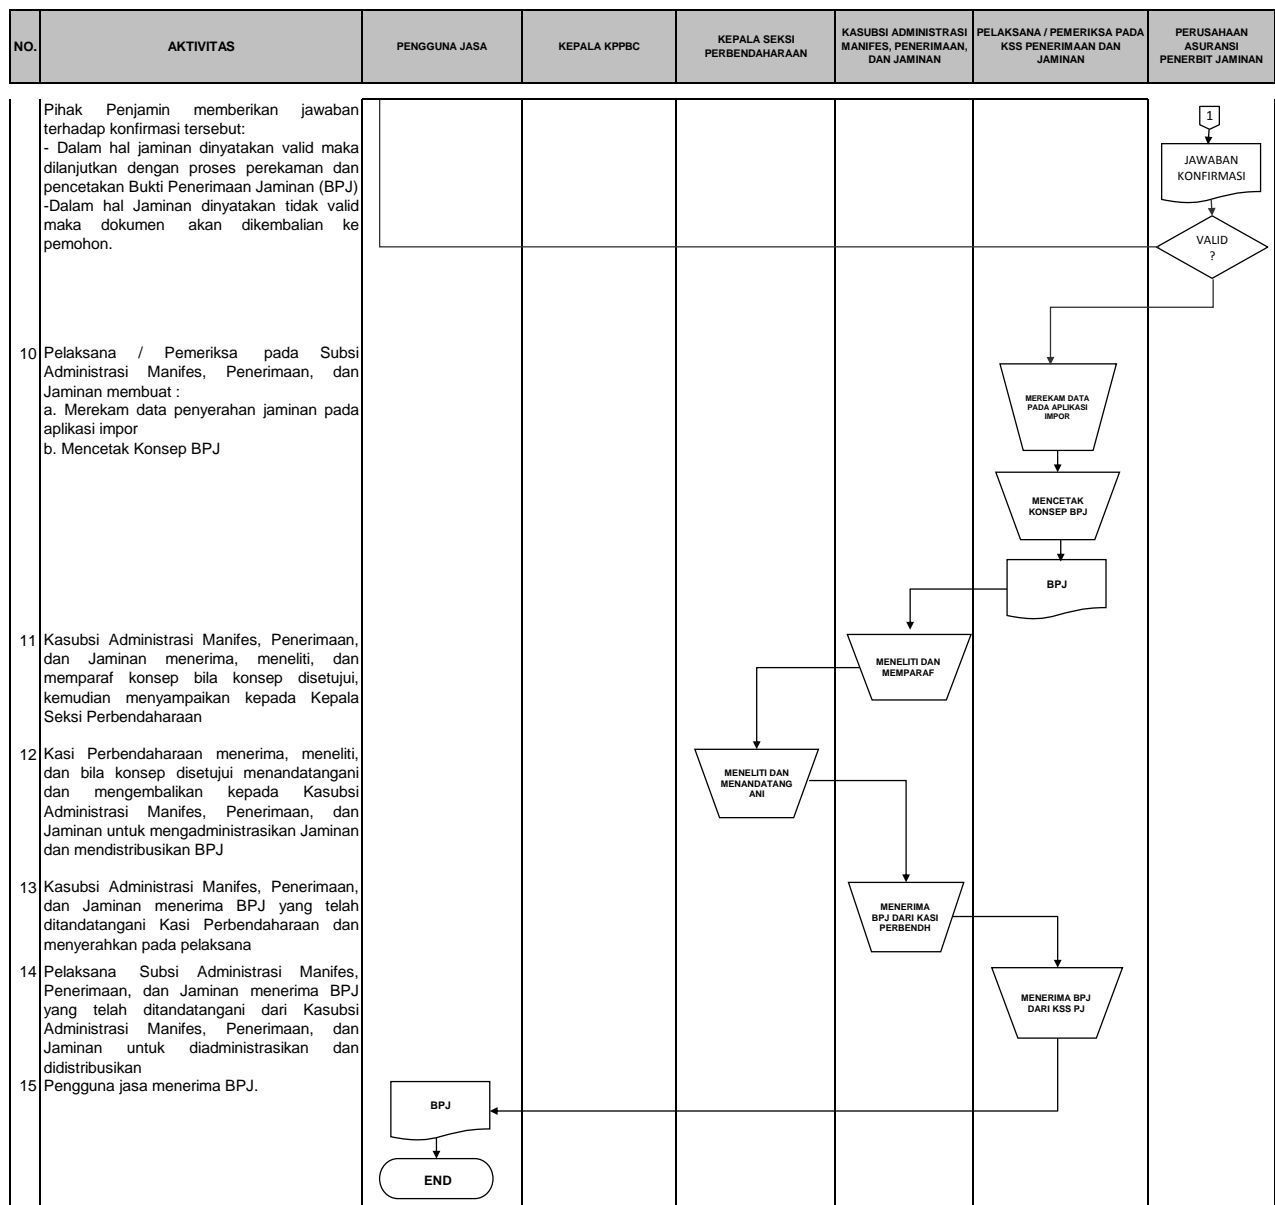 NO.
AKTIVITAS
PENGGUNA JASA
KEPALA KPPBC
KEPALA SEKSI
PERBENDAHARAAN
KASUBSI ADMINISTRASI
MANIFES, PENERIMAAN,
DAN JAMINAN
PELAKSANA / PEMERIKSA PADA
KSS PENERIMAAN DAN
JAMINAN
PERUSAHAAN
ASURANSI
PENERBIT JAMINAN
Pihak Penjamin memberikan jawaban
terhadap konfirmasi tersebut:
- Dalam hal jaminan dinyatakan valid maka
dilanjutkan dengan proses perekaman dan
pencetakan Bukti Penerimaan Jaminan (BPJ)
-Dalam hal Jaminan dinyatakan tidak valid
maka dokumen akan dikembalian ke
pemohon.
1
JAWABAN
KONFIRMASI
VALID
?
10 Pelaksana / Pemeriksa pada Subsi
Administrasi Manifes, Penerimaan, dan
Jaminan membuat :
a. Merekam data penyerahan jaminan pada
aplikasi impor
b. Mencetak Konsep BPJ
MEREKAM DATA
PADA APLIKASI
IMPOR
MENCETAK
KONSEP BPJ
BPJ
11 Kasubsi Administrasi Manifes, Penerimaan,
dan Jaminan menerima, meneliti, dan
memparaf konsep bila konsep disetujui,
kemudian menyampaikan kepada Kepala
Seksi Perbendaharaan
MENELITI DAN
MEMPARAF
12 Kasi Perbendaharaan menerima, meneliti,
dan bila konsep disetujui menandatangani
dan mengembalikan kepada Kasubsi
Administrasi Manifes, Penerimaan, dan
Jaminan untuk mengadministrasikan Jaminan
dan mendistribusikan BPJ
MENELITI DAN
MENANDATANG
ANI
13 Kasubsi Administrasi Manifes, Penerimaan,
dan Jaminan menerima BPJ yang telah
ditandatangani Kasi Perbendaharaan dan
menyerahkan pada pelaksana
MENERIMA
BPJ DARI KASI
PERBENDH
14 Pelaksana Subsi Administrasi Manifes,
Penerimaan, dan Jaminan menerima BPJ
yang telah ditandatangani dari Kasubsi
Administrasi Manifes, Penerimaan, dan
Jaminan untuk diadministrasikan dan
didistribusikan
MENERIMA BPJ
DARI KSS PJ
15 Pengguna jasa menerima BPJ.
BPJ
END